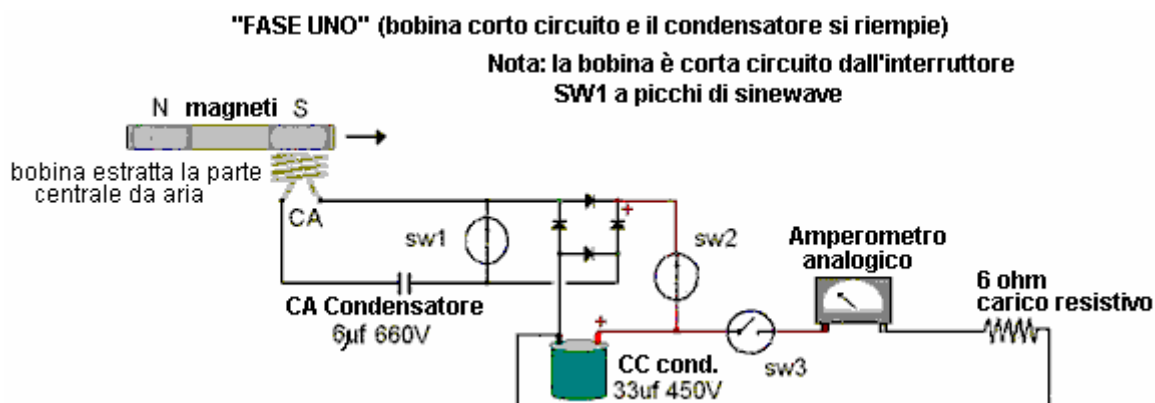 "FASE UNO" (bobina corto circuito e il condensatore si riempie)
Nota: la bobina è corta circuito dall'interruttore
SW1 a picchi di sinewave
N magneti S
bobina estratta la parte
centrale da aria
CA
sw1
+
sw2
Amperometro
analogico
6 ohm
carico resistivo
CA Condensatore
6µf 660V
+
CC cond.
33uf 450V
sw3